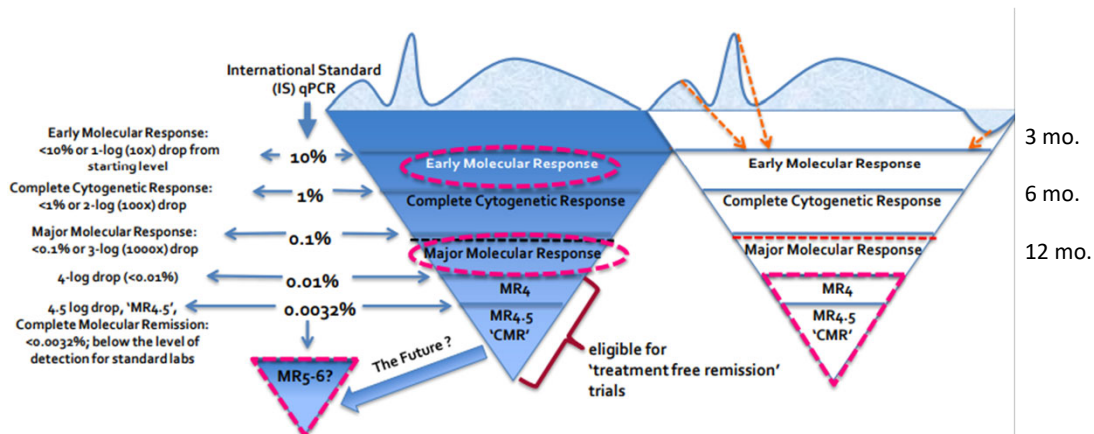 International Standard
(IS) qPCR
Early Molecular Response:
<10% or 1-log (10x) drop from
starting level
10%
Early Molecular Response
Early Molecular Response
3 mo.
Complete Cytogenetic Response:
<1% or 2-log (100x) drop
1%
Complete Cytogenetic Response
Complete Cytogenetic Response
6 mo.
Major Molecular Response:
<0.1% or 3-log (1000x) drop
0.1%
Major Molecular Response
Major Molecular Response
12 mo.
4-log drop (<0.01%)
0.01%
MR4
MR4
4.5 log drop, 'MR4.5',
Complete Molecular Remission:
<0.0032%; below the level of
detection for standard labs
0.0032%
MR4.5
'CMR'
MR4.5
'CMR'
The Future ?
eligible for
'treatment free remission'
trials
MR5-6?